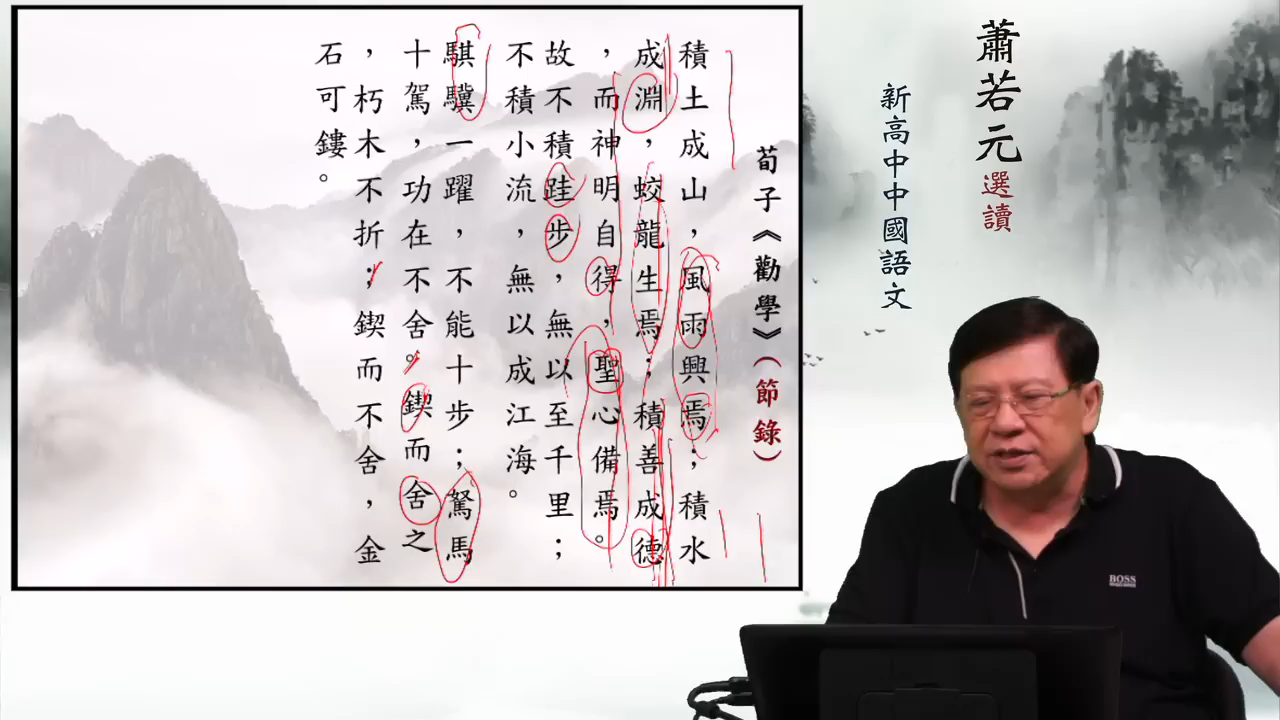 蕭若元選讀
新高中中國語文
荀子《勸學》（節錄）
積土成山，風雨興焉；積水
成淵，蛟龍生焉；積善成德
，而神明自得，聖心備焉。
故不積跬步，無以至千里；
不積小流，無以成江海。
騏驥一躍，不能十步；駑馬
十駕，功在不舍。鍥而舍之
，朽木不折；鍥而不舍，金
石可鏤。
BOSS